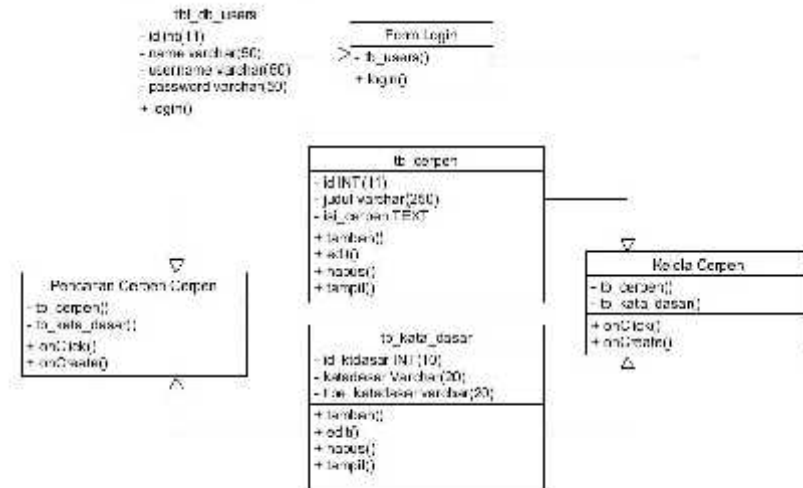 tbl_db_users
- id int(11)
- name varchar(50)
- username varchar(50)
- password varchar(50)
+ login()
Form Login
- tb_users()
+ login()
tb_cerpen
- id INT(11)
- judul varchar(250)
- isi_cerpen TEXT
+ tambah()
+ edit()
+ hapus()
+ tampil()
Pencarian Cerpen Cerpen
- tb_cerpen()
- tb_kata_dasar()
+ onClick()
+ onCreate()
Kelola Cerpen
- tb_cerpen()
- tb_kata_dasar()
+ onClick()
+ onCreate()
tb_kata_dasar
- id_ktdasar INT(10)
- katadasar Varchar(20)
- tipe_katadasar varchar(20)
+ tambah()
+ edit()
+ hapus()
+ tampil()